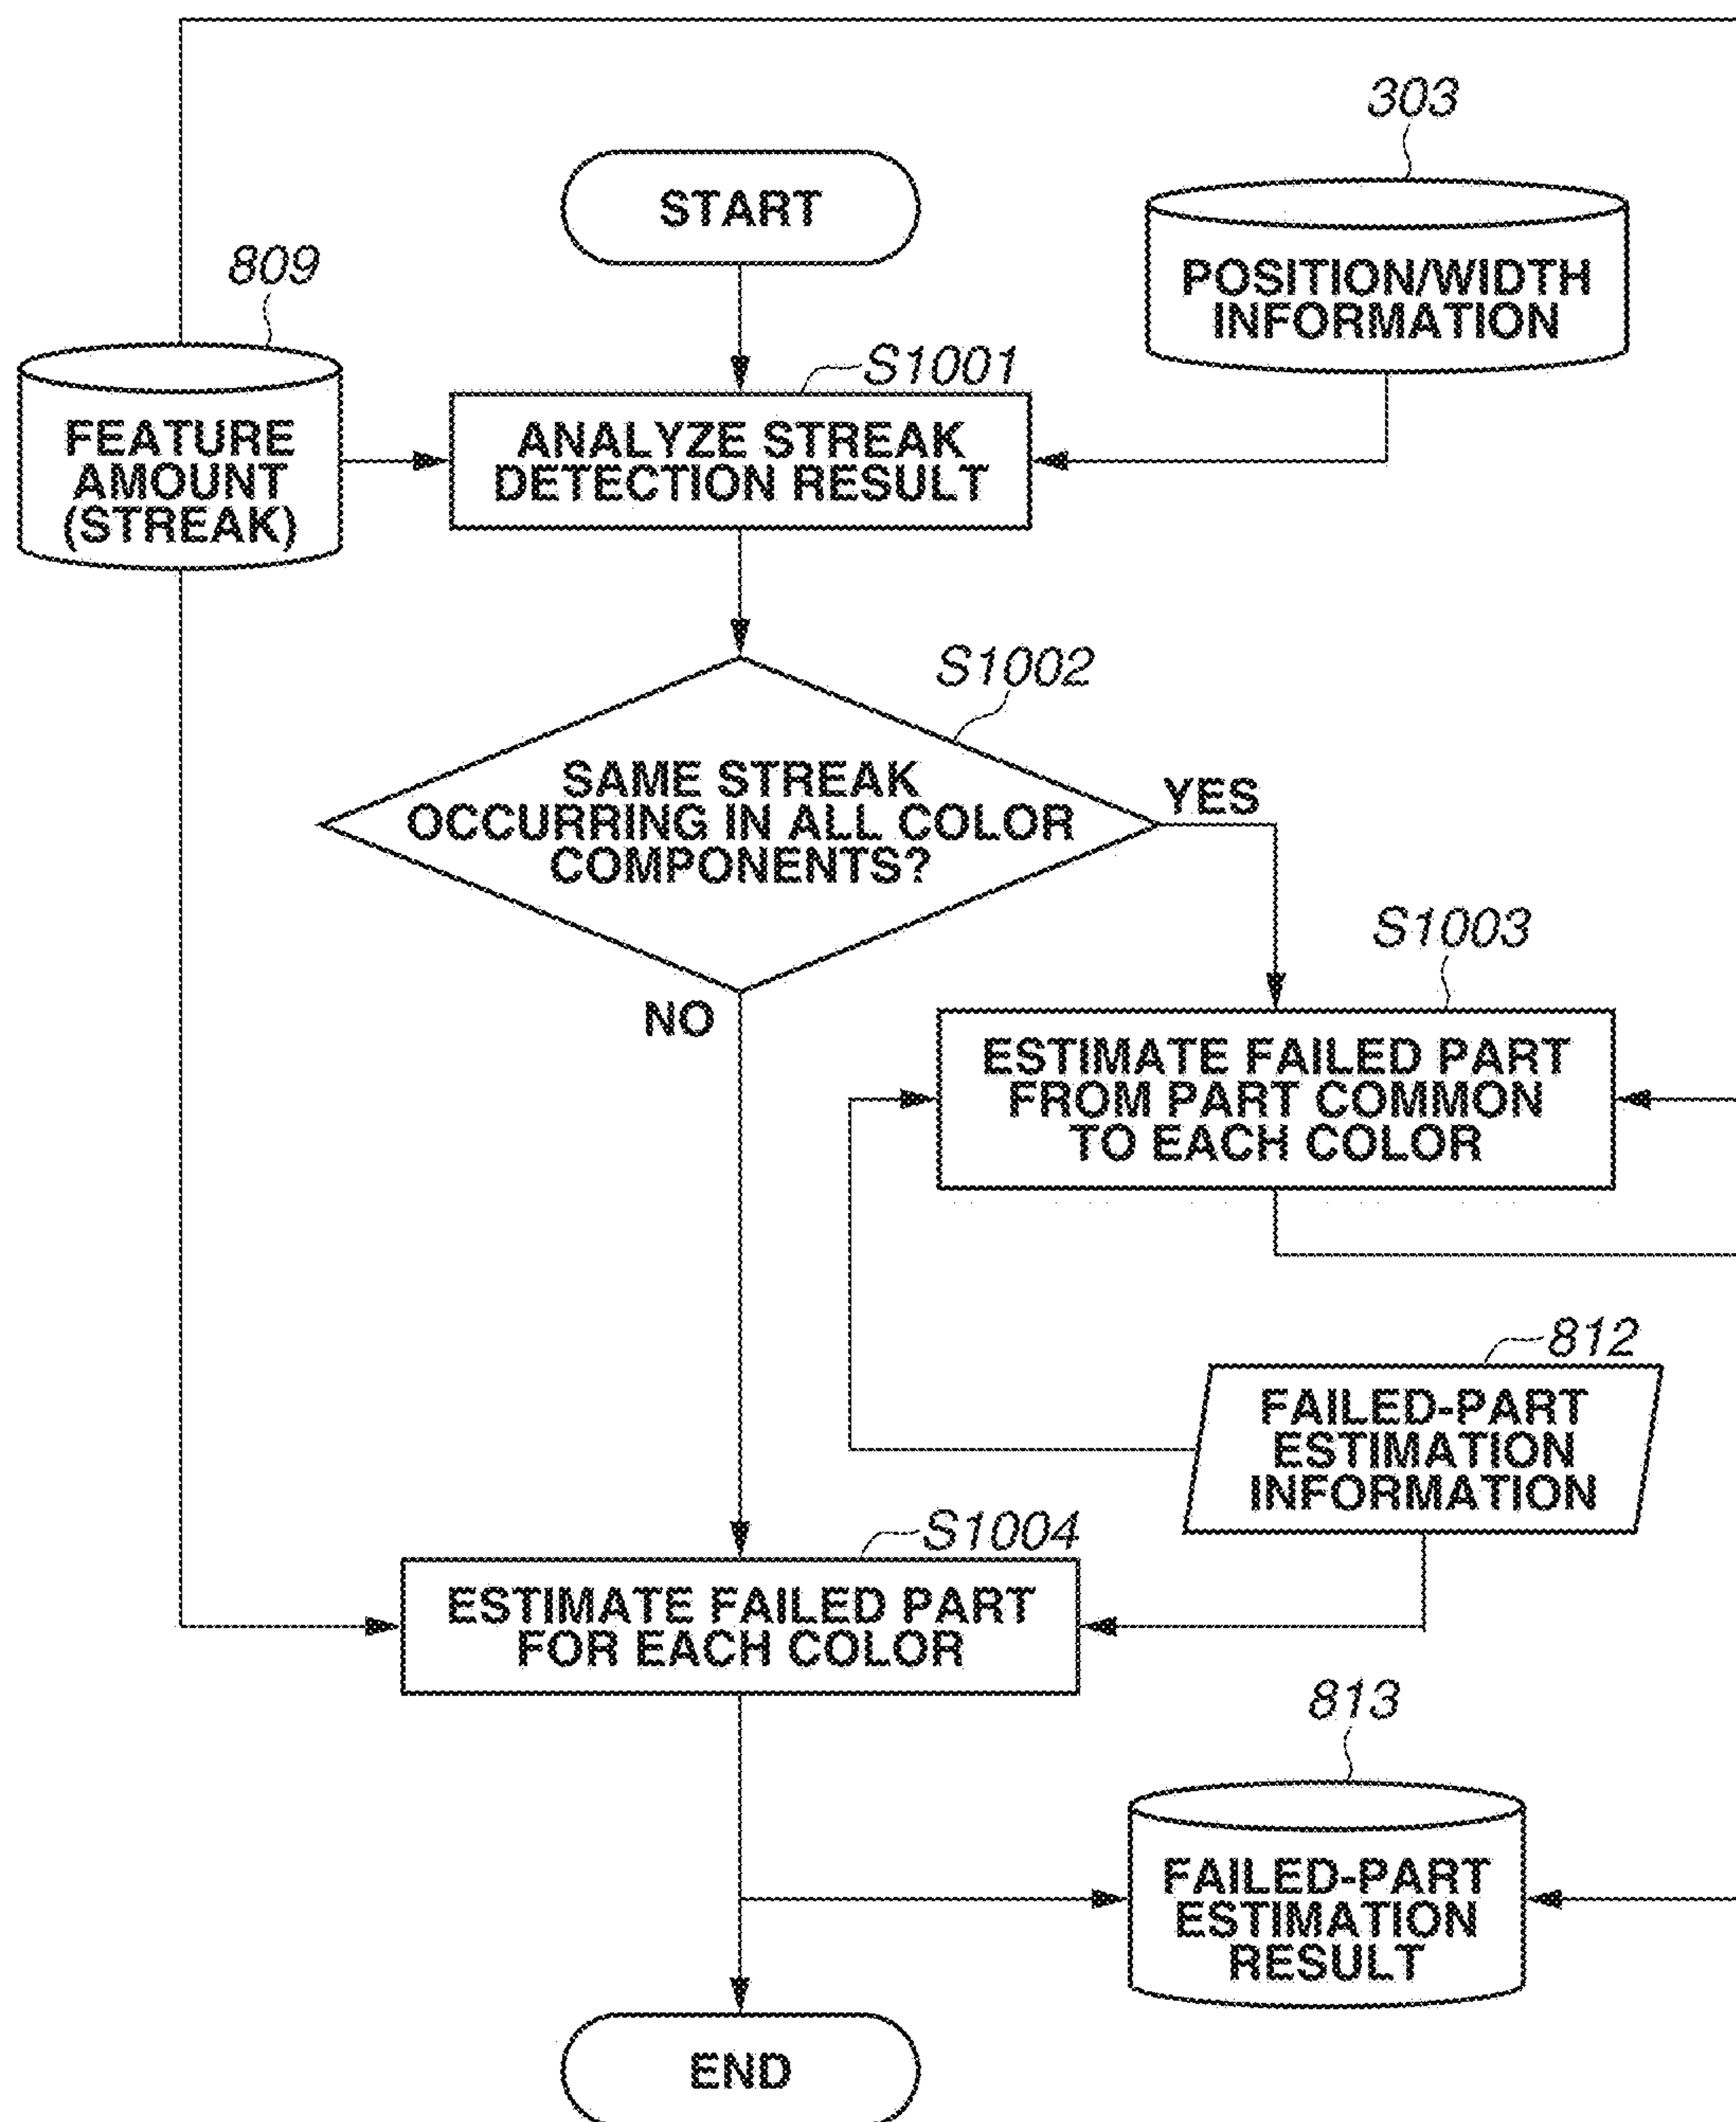 303
START
POSITION/WIDTH
INFORMATION
809
S1001
FEATURE
AMOUNT
(STREAK)
ANALYZE STREAK
DETECTION RESULT
S1002
SAME STREAK
OCCURRING IN ALL COLOR
COMPONENTS?
YES
NO
S1003
ESTIMATE FAILED PART
FROM PART COMMON
TO EACH COLOR
812
FAILED-PART
ESTIMATION
INFORMATION
S1004
ESTIMATE FAILED PART
FOR EACH COLOR
813
FAILED-PART
ESTIMATION
RESULT
END